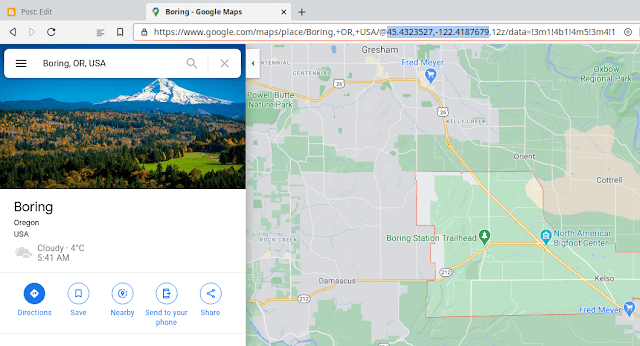 Post: Edit
Boring - Google Maps
https://www.google.com/maps/place/Boring,+OR,+USA/@45.4323527,-122.4187679,12z/data=!3m1!4b1!4m5!3m4!1
Boring, OR, USA
Boring
Oregon
USA
Cloudy · 4°C
5:41 AM
Directions
Save
Nearby
Send to your
phone
Share
Gresham
CENTENNIAL
Fred Meyer
Oxbow
Regional Park
Powell Butte
Nature Park
26
26
KELLY CREEK
Orient
Cottrell
ROCK CREEK
Boring Station Trailhead
North American
Bigfoot Center
212
Damascus
Kelso
212
Fred Meyer